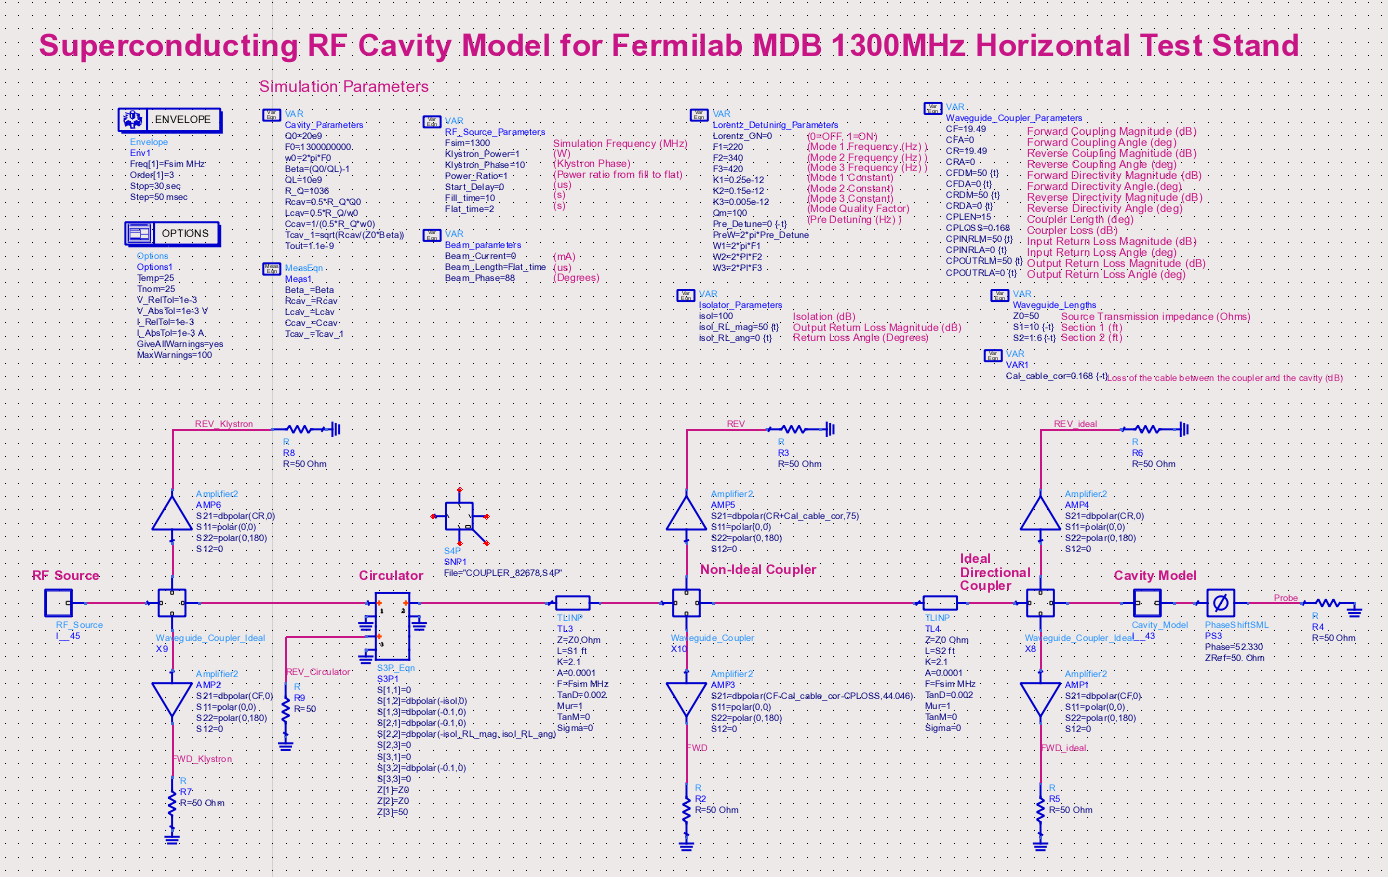 Superconducting RF Cavity Model for Fermilab MDB 1300MHz Horizontal Test Stand
Simulation Parameters
ENVELOPE
Envelope
Env1
Freq[1]=Fsim MHz
Order[1]=3
Stop=30 sec
Step=50 msec
OPTIONS
Options
Options1
Temp=25
Tnom=25
V_RelTol=1e-3
V_AbsTol=1e-3 V
I_RelTol=1e-3
I_AbsTol=1e-3 A
GiveAllWarnings=yes
MaxWarnings=100
Var Eqn
VAR
Cavity_Parameters
Q0=20e9
F0=1300000000.
w0=2*pi*F0
Beta=(Q0/QL)-1
QL=10e9
R_Q=1036
Rcav=0.5*R_Q*Q0
Lcav=0.5*R_Q/w0
Ccav=1/(0.5*R_Q*w0)
Tcav_1=sqrt(Rcav/(Z0*Beta))
Tout=1.1e-9
Meas Eqn
MeasEqn
Meas1
Beta_=Beta
Rcav_=Rcav
Lcav_=Lcav
Ccav_=Ccav
Tcav_=Tcav_1
Var Eqn
VAR
RF_Source_Parameters
Fsim=1300 Simulation Frequency (MHz)
Klystron_Power=1 (W)
Klystron_Phase=10 (Klystron Phase)
Power_Ratio=1 (Power ratio from fill to flat)
Start_Delay=0 (us)
Fill_time=10 (s)
Flat_time=2 (s)
Var Eqn
VAR
Beam_parameters
Beam_Current=0 (mA)
Beam_Length=Flat_time (us)
Beam_Phase=88 (Degrees)
Var Eqn
VAR
Lorentz_Detuning_Parameters
Lorentz_ON=0 (0=OFF, 1=ON)
F1=220 (Mode 1 Frequency (Hz) )
F2=340 (Mode 2 Frequency (Hz) )
F3=420 (Mode 3 Frequency (Hz) )
K1=0.25e-12 (Mode 1 Constant)
K2=0.15e-12 (Mode 2 Constant)
K3=0.005e-12 (Mode 3 Constant)
Qm=100 (Mode Quality Factor)
Pre_Detune=0 {-t} (Pre Detuning (Hz) )
PreW=2*pi*Pre_Detune
W1=2*pi*F1
W2=2*PI*F2
W3=2*PI*F3
Var Eqn
VAR
Isolator_Parameters
isol=100 Isolation (dB)
isol_RL_mag=50 {t} Output Return Loss Magnitude (dB)
isol_RL_ang=0 {t} Return Loss Angle (Degrees)
Var Eqn
VAR
Waveguide_Coupler_Parameters
CF=19.49 Forward Coupling Magnitude (dB)
CFA=0 Forward Coupling Angle (deg)
CR=19.49 Reverse Coupling Magnitude (dB)
CRA=0 Reverse Coupling Angle (deg)
CFDM=50 {t} Forward Directivity Magnitude (dB)
CFDA=0 {t} Forward Directivity Angle (deg)
CRDM=50 {t} Reverse Directivity Magnitude (dB)
CRDA=0 {t} Reverse Directivity Angle (deg)
CPLEN=15 Coupler Length (deg)
CPLOSS=0.168 Coupler Loss (dB)
CPINRLM=50 {t} Input Return Loss Magnitude (dB)
CPINRLA=0 {t} Input Return Loss Angle (deg)
CPOUTRLM=50 {t} Output Return Loss Magnitude (dB)
CPOUTRLA=0 {t} Output Return Loss Angle (deg)
Var Eqn
VAR
Waveguide_Lengths
Z0=50 Source Transmission impedance (Ohms)
S1=10 {-t} Section 1 (ft)
S2=1.6 {-t} Section 2 (ft)
Var Eqn
VAR
VAR1
Cal_cable_cor=0.168 {-t} Loss of the cable between the coupler and the cavity (dB)
REV_Klystron
R
R8
R=50 Ohm
REV
R
R3
R=50 Ohm
REV_ideal
R
R6
R=50 Ohm
Amplifier2
AMP6
S21=dbpolar(CR,0)
S11=polar(0,0)
S22=polar(0,180)
S12=0
S4P
SNP1
File="COUPLER_82678.S4P"
Amplifier2
AMP5
S21=dbpolar(CR+Cal_cable_cor,75)
S11=polar(0,0)
S22=polar(0,180)
S12=0
Amplifier2
AMP4
S21=dbpolar(CR,0)
S11=polar(0,0)
S22=polar(0,180)
S12=0
RF Source
Circulator
Non-Ideal Coupler
Ideal
Directional
Coupler
Cavity Model
RF_Source
I__45
Waveguide_Coupler_Ideal
X9
1
2
3
TLINP
TL3
Z=Z0 Ohm
L=S1 ft
K=2.1
A=0.0001
F=Fsim MHz
TanD=0.002
Mur=1
TanM=0
Sigma=0
Waveguide_Coupler
X10
TLINP
TL4
Z=Z0 Ohm
L=S2 ft
K=2.1
A=0.0001
F=Fsim MHz
TanD=0.002
Mur=1
TanM=0
Sigma=0
Waveguide_Coupler_Ideal
X8
Cavity_Model
I__43
PhaseShiftSML
PS3
Phase=52.330
ZRef=50. Ohm
Probe
R
R4
R=50 Ohm
Amplifier2
AMP2
S21=dbpolar(CF,0)
S11=polar(0,0)
S22=polar(0,180)
S12=0
REV_Circulator
R
R9
R=50
S3P_Eqn
S3P1
S[1,1]=0
S[1,2]=dbpolar(-isol,0)
S[1,3]=dbpolar(-0.1,0)
S[2,1]=dbpolar(-0.1,0)
S[2,2]=dbpolar(-isol_RL_mag,isol_RL_ang)
S[2,3]=0
S[3,1]=0
S[3,2]=dbpolar(-0.1,0)
S[3,3]=0
Z[1]=Z0
Z[2]=Z0
Z[3]=50
Amplifier2
AMP3
S21=dbpolar(CF-Cal_cable_cor-CPLOSS,44.046)
S11=polar(0,0)
S22=polar(0,180)
S12=0
Amplifier2
AMP1
S21=dbpolar(CF,0)
S11=polar(0,0)
S22=polar(0,180)
S12=0
FWD_Klystron
R
R7
R=50 Ohm
FWD
R
R2
R=50 Ohm
FWD_ideal
R
R5
R=50 Ohm